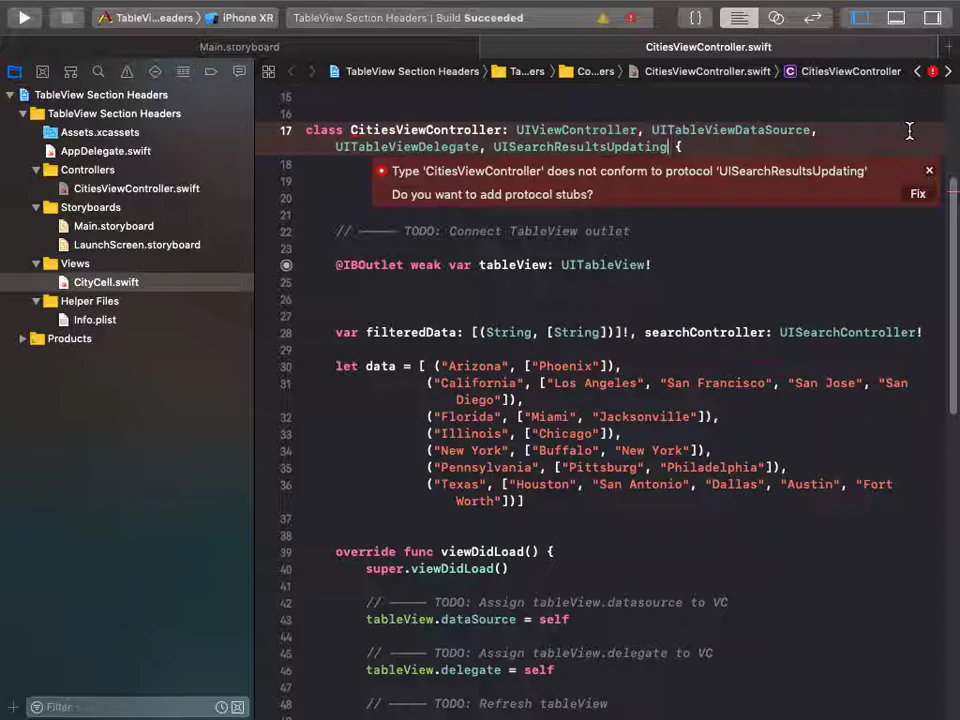 TableVi...eaders
iPhone XR
TableView Section Headers | Build Succeeded
Main.storyboard
CitiesViewController.swift
TableView Section Headers
Ta...ers
Co...ers
CitiesViewController.swift
C CitiesViewController
TableView Section Headers
TableView Section Headers
Assets.xcassets
AppDelegate.swift
Controllers
CitiesViewController.swift
Storyboards
Main.storyboard
LaunchScreen.storyboard
Views
CityCell.swift
Helper Files
Info.plist
Products
Filter
15
16
17 class CitiesViewController: UIViewController, UITableViewDataSource,
UITableViewDelegate, UISearchResultsUpdating {
Type 'CitiesViewController' does not conform to protocol 'UISearchResultsUpdating'
Do you want to add protocol stubs?
Fix
18
19
20
21
22 // ––––– TODO: Connect TableView outlet
23
@IBOutlet weak var tableView: UITableView!
25
26
27
28 var filteredData: [(String, [String])]!, searchController: UISearchController!
29
30 let data = [ ("Arizona", ["Phoenix"]),
31 ("California", ["Los Angeles", "San Francisco", "San Jose", "San
Diego"]),
32 ("Florida", ["Miami", "Jacksonville"]),
33 ("Illinois", ["Chicago"]),
34 ("New York", ["Buffalo", "New York"]),
35 ("Pennsylvania", ["Pittsburg", "Philadelphia"]),
36 ("Texas", ["Houston", "San Antonio", "Dallas", "Austin", "Fort
Worth"])]
37
38
39 override func viewDidLoad() {
40 super.viewDidLoad()
41
42 // ––––– TODO: Assign tableView.datasource to VC
43 tableView.dataSource = self
44
45 // ––––– TODO: Assign tableView.delegate to VC
46 tableView.delegate = self
47
48 // ––––– TODO: Refresh tableView